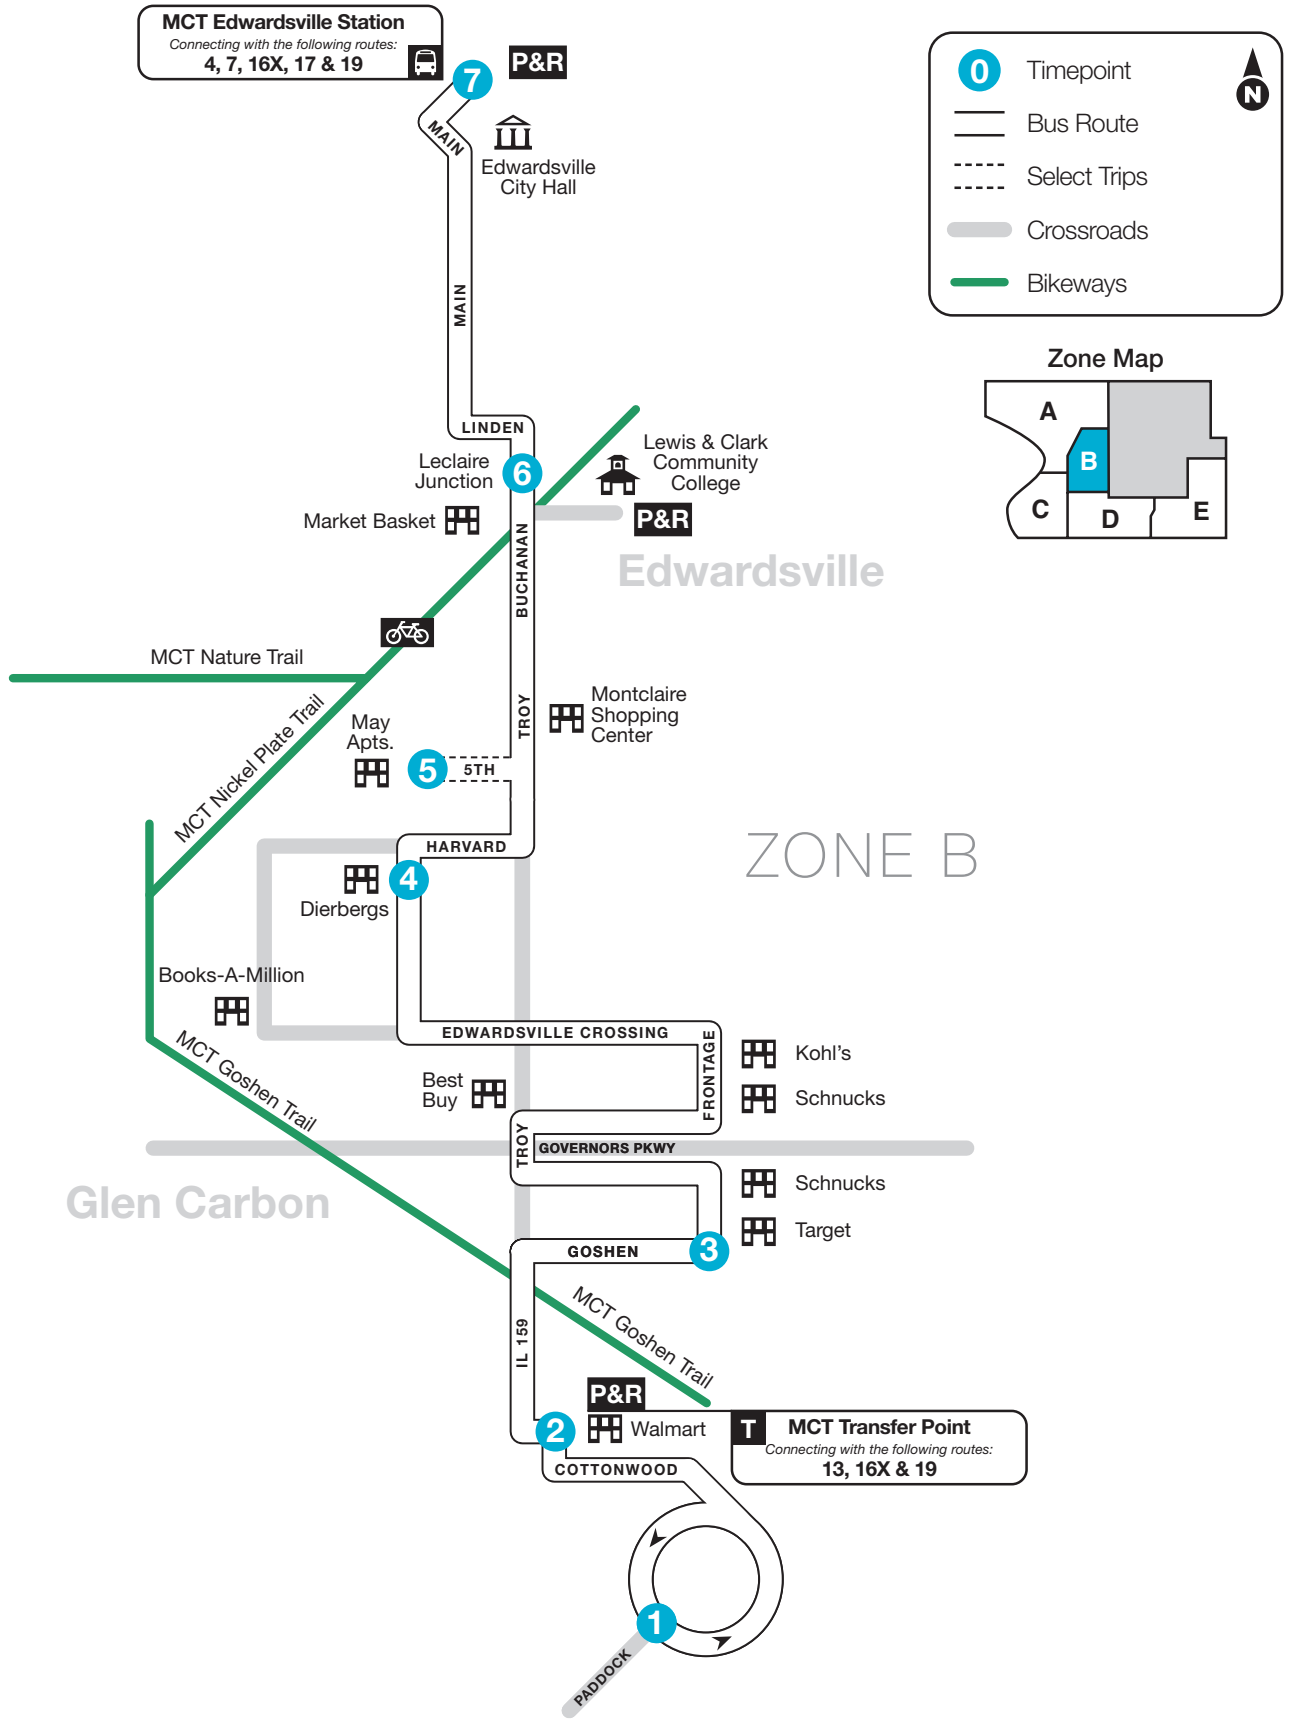 MCT Edwardsville Station
Connecting with the following routes:
4, 7, 16X, 17 & 19
7
P&R
MAIN
Edwardsville
City Hall
0
Timepoint
N
Bus Route
Select Trips
Crossroads
Bikeways
Zone Map
A
B
C
D
E
MAIN
LINDEN
Leclaire
Junction
6
Lewis & Clark
Community
College
Market Basket
P&R
BUCHANAN
Edwardsville
MCT Nature Trail
MCT Nickel Plate Trail
TROY
Montclaire
Shopping
Center
May
Apts.
5
5TH
HARVARD
ZONE B
4
Dierbergs
Books-A-Million
EDWARDSVILLE CROSSING
FRONTAGE
Kohl's
Schnucks
Best
Buy
MCT Goshen Trail
TROY
GOVERNORS PKWY
Glen Carbon
Schnucks
Target
GOSHEN
3
IL 159
MCT Goshen Trail
P&R
2
Walmart
T
MCT Transfer Point
Connecting with the following routes:
13, 16X & 19
COTTONWOOD
1
PADDOCK